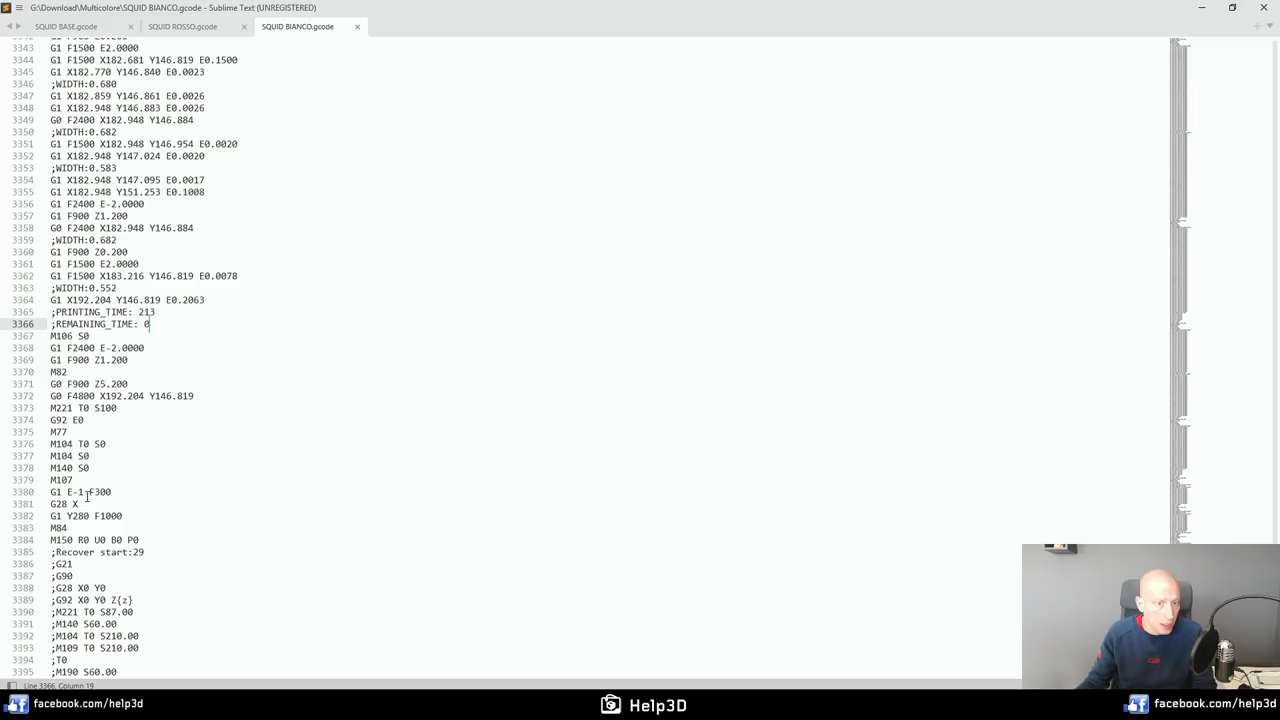 G:\Download\Multicolore\SQUID BIANCO.gcode - Sublime Text (UNREGISTERED)
SQUID BASE.gcode
SQUID ROSSO.gcode
SQUID BIANCO.gcode
3343 G1 F1500 E2.0000
3344 G1 F1500 X182.681 Y146.819 E0.1500
3345 G1 X182.770 Y146.840 E0.0023
3346 ;WIDTH:0.680
3347 G1 X182.859 Y146.861 E0.0026
3348 G1 X182.948 Y146.883 E0.0026
3349 G0 F2400 X182.948 Y146.884
3350 ;WIDTH:0.682
3351 G1 F1500 X182.948 Y146.954 E0.0020
3352 G1 X182.948 Y147.024 E0.0020
3353 ;WIDTH:0.583
3354 G1 X182.948 Y147.095 E0.0017
3355 G1 X182.948 Y151.253 E0.1008
3356 G1 F2400 E-2.0000
3357 G1 F900 Z1.200
3358 G0 F2400 X182.948 Y146.884
3359 ;WIDTH:0.682
3360 G1 F900 Z0.200
3361 G1 F1500 E2.0000
3362 G1 F1500 X183.216 Y146.819 E0.0078
3363 ;WIDTH:0.552
3364 G1 X192.204 Y146.819 E0.2063
3365 ;PRINTING_TIME: 213
3366 ;REMAINING_TIME: 0
3367 M106 S0
3368 G1 F2400 E-2.0000
3369 G1 F900 Z1.200
3370 M82
3371 G0 F900 Z5.200
3372 G0 F4800 X192.204 Y146.819
3373 M221 T0 S100
3374 G92 E0
3375 M77
3376 M104 T0 S0
3377 M104 S0
3378 M140 S0
3379 M107
3380 G1 E-1 F300
3381 G28 X
3382 G1 Y280 F1000
3383 M84
3384 M150 R0 U0 B0 P0
3385 ;Recover start:29
3386 ;G21
3387 ;G90
3388 ;G28 X0 Y0
3389 ;G92 X0 Y0 Z{z}
3390 ;M221 T0 S87.00
3391 ;M140 S60.00
3392 ;M104 T0 S210.00
3393 ;M109 T0 S210.00
3394 ;T0
3395 ;M190 S60.00
Line 3366, Column 19
facebook.com/help3d
Help3D
facebook.com/help3d